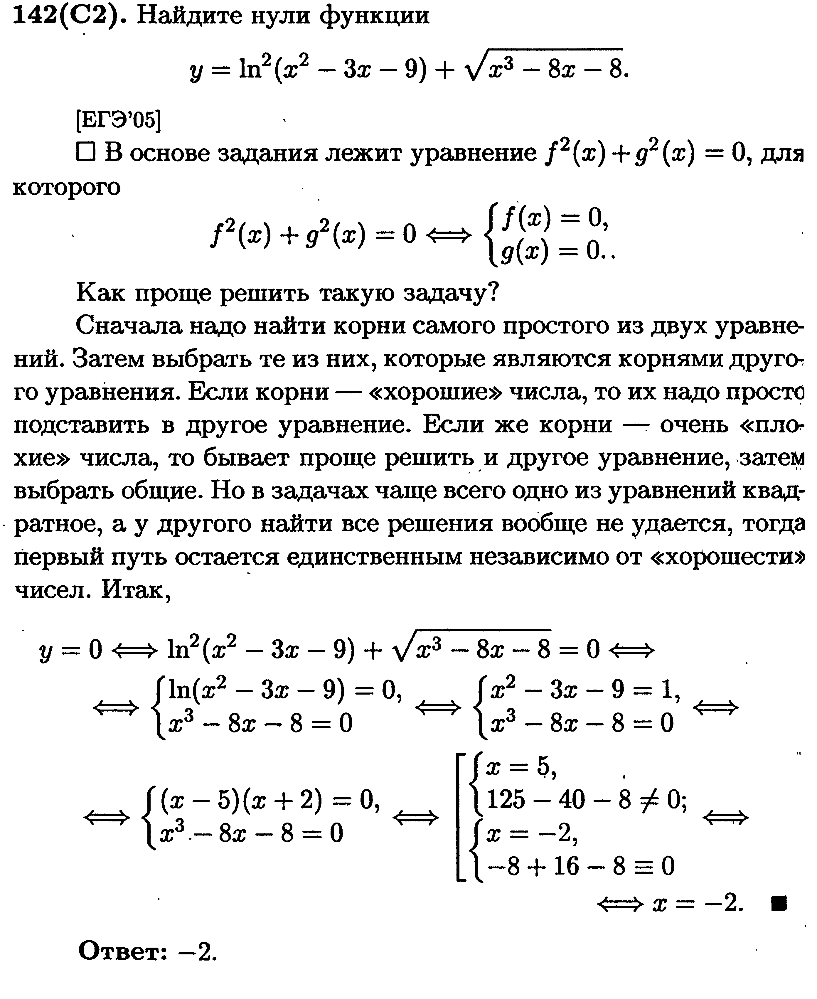 142(C2). Найдите нули функции
y = ln²(x² − 3x − 9) + √(x³ − 8x − 8).
[ЕГЭ’05]
□ В основе задания лежит уравнение f²(x) + g²(x) = 0, для
которого
f²(x) + g²(x) = 0 ⟺ { f(x) = 0,
g(x) = 0.
Как проще решить такую задачу?
Сначала надо найти корни самого простого из двух уравне-
ний. Затем выбрать те из них, которые являются корнями друго-
го уравнения. Если корни — «хорошие» числа, то их надо просто
подставить в другое уравнение. Если же корни — очень «пло-
хие» числа, то бывает проще решить и другое уравнение, затем
выбрать общие. Но в задачах чаще всего одно из уравнений квад-
ратное, а у другого найти все решения вообще не удается, тогда
первый путь остается единственным независимо от «хорошести»
чисел. Итак,
y = 0 ⟺ ln²(x² − 3x − 9) + √(x³ − 8x − 8) = 0 ⟺
⟺ { ln(x² − 3x − 9) = 0, ⟺ { x² − 3x − 9 = 1, ⟺
x³ − 8x − 8 = 0 x³ − 8x − 8 = 0
⟺ { (x − 5)(x + 2) = 0, ⟺ [ { x = 5,
x³ − 8x − 8 = 0 125 − 40 − 8 ≠ 0; ⟺
{ x = −2,
−8 + 16 − 8 ≡ 0
⟺ x = −2. ■
Ответ: −2.